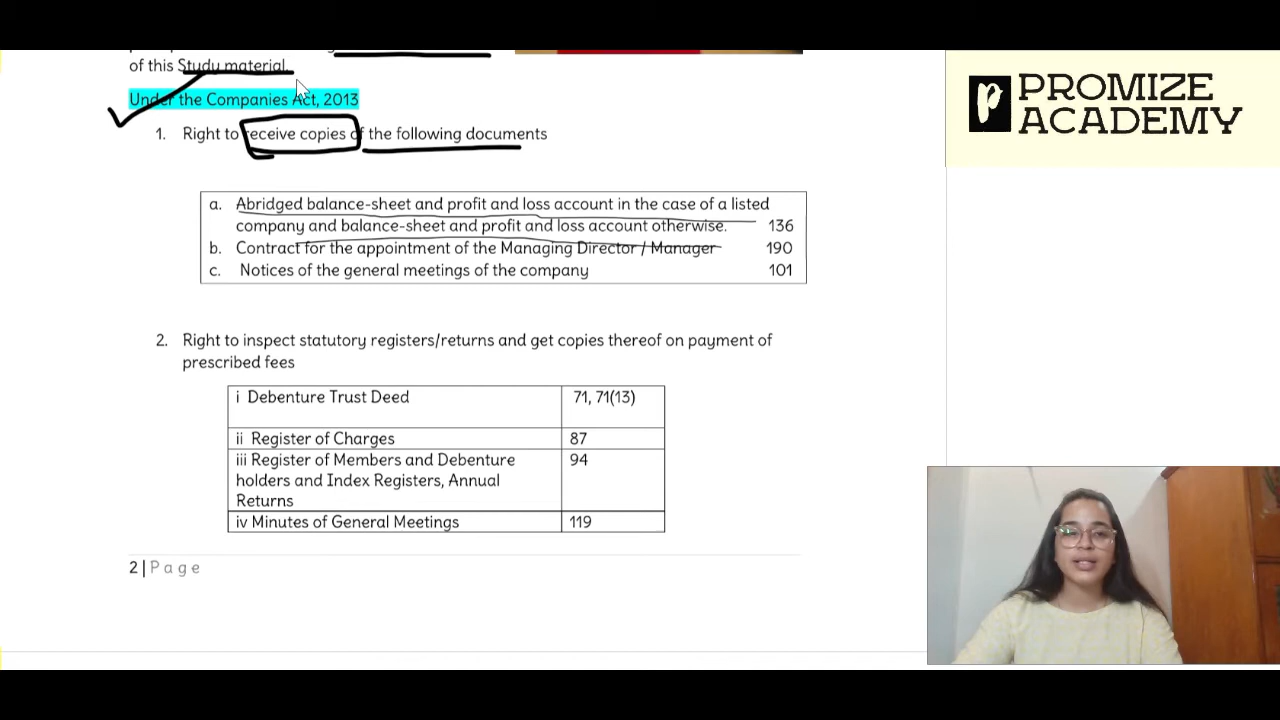 of this Study material.
Under the Companies Act, 2013
1. Right to receive copies of the following documents
a. Abridged balance-sheet and profit and loss account in the case of a listed
company and balance-sheet and profit and loss account otherwise. 136
b. Contract for the appointment of the Managing Director / Manager 190
c. Notices of the general meetings of the company 101
2. Right to inspect statutory registers/returns and get copies thereof on payment of
prescribed fees
i Debenture Trust Deed 71, 71(13)
ii Register of Charges 87
iii Register of Members and Debenture 94
holders and Index Registers, Annual
Returns
iv Minutes of General Meetings 119
2 | P a g e
p PROMIZE
ACADEMY